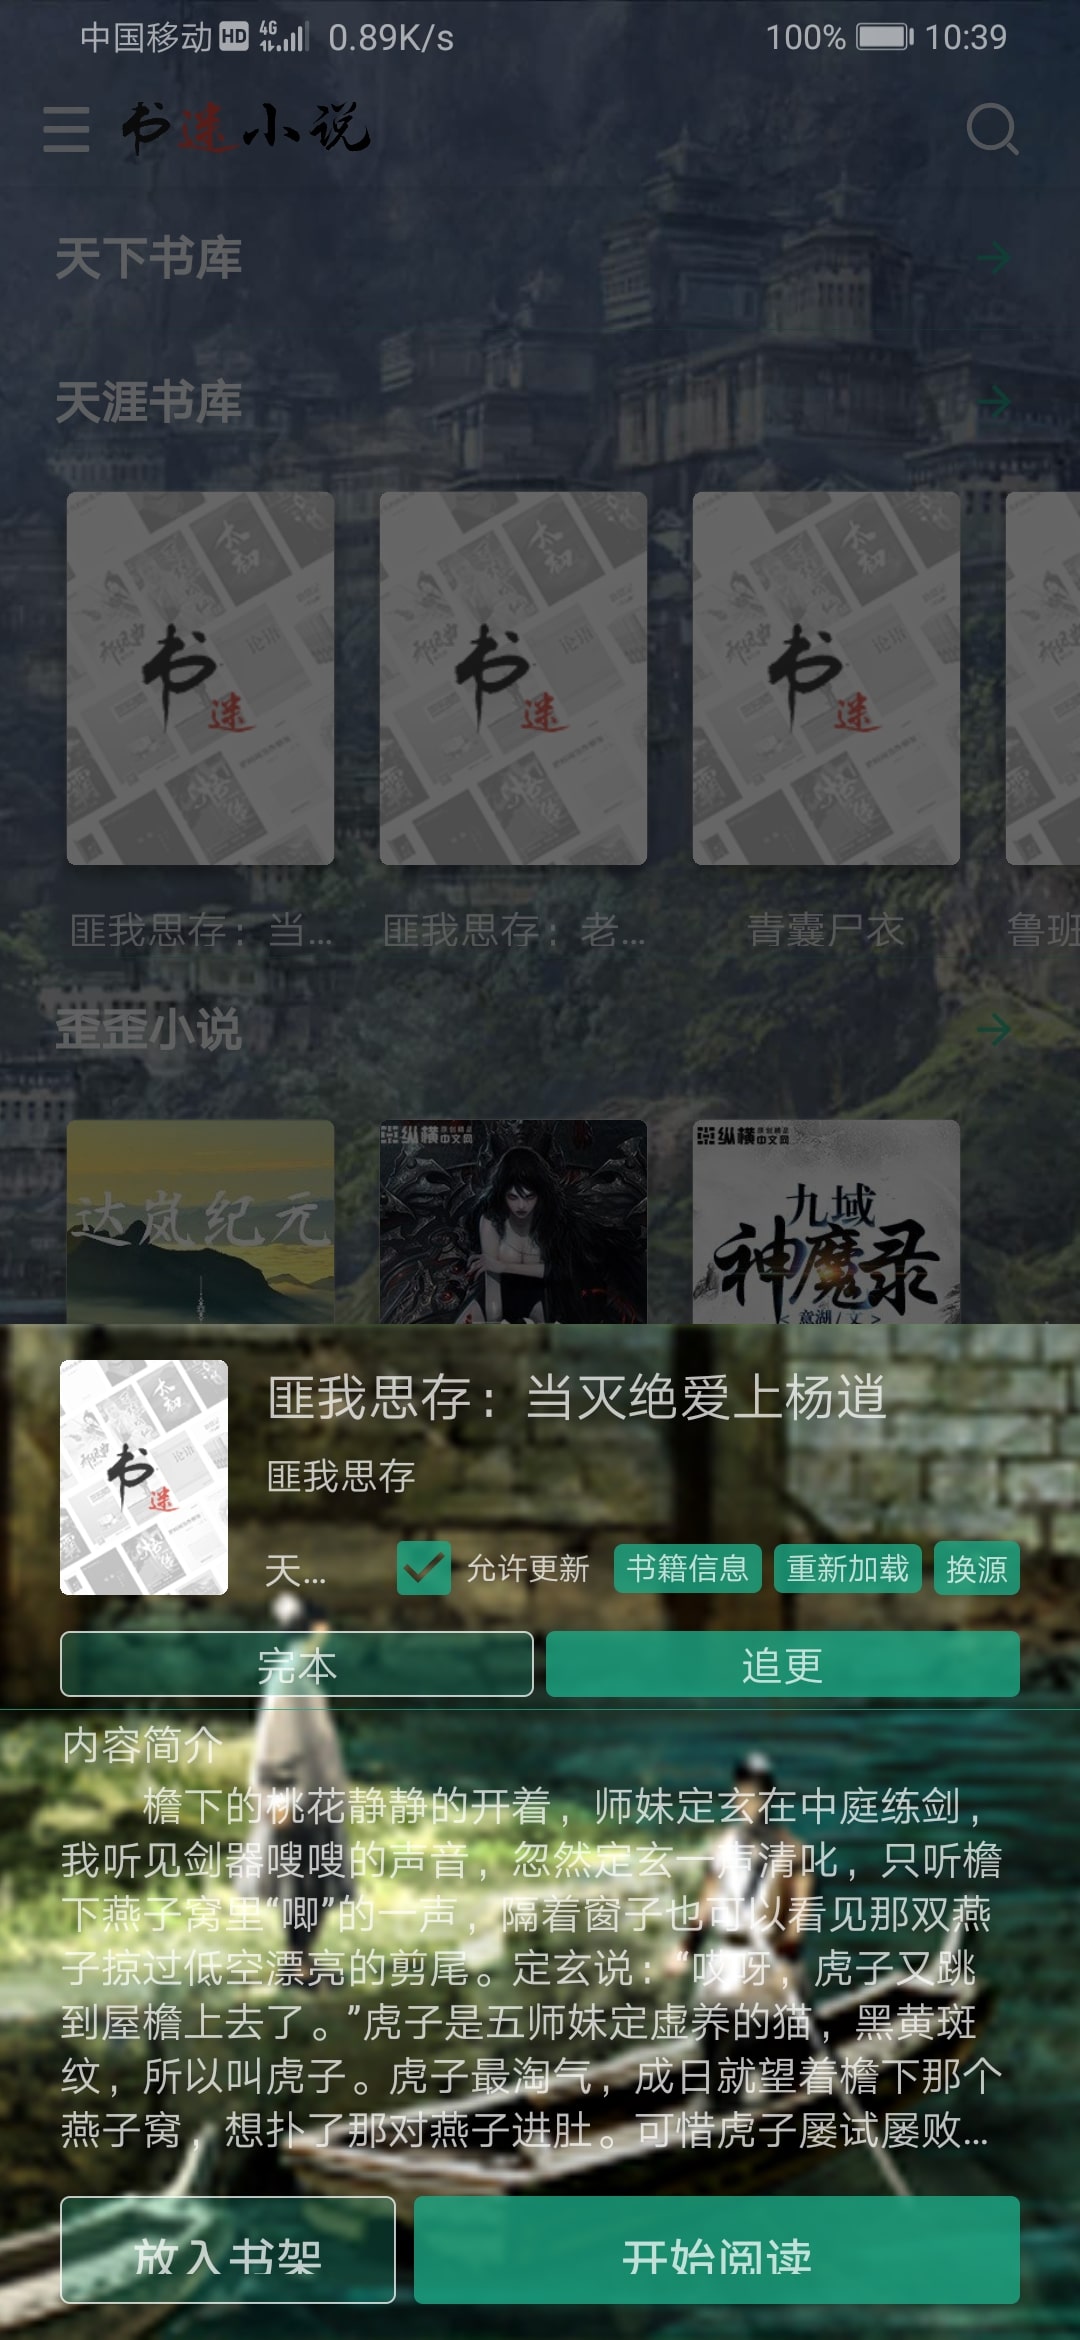 中国移动 HD 4G 0.89K/s 100% 10:39
书迷小说
天下书库
天涯书库
太初
书迷
太初
书迷
太初
书迷
匪我思存：当...
匪我思存：老...
青囊尸衣
鲁班
歪歪小说
达岚纪元
纵横中文网
纵横中文网
九域
神魔录
太初
书迷
匪我思存：当灭绝爱上杨逍
匪我思存
天... 允许更新 书籍信息 重新加载 换源
完本 追更
内容简介
檐下的桃花静静的开着，师妹定玄在中庭练剑，
我听见剑器嗖嗖的声音，忽然定玄一声清叱，只听檐
下燕子窝里“唧”的一声，隔着窗子也可以看见那双燕
子掠过低空漂亮的剪尾。定玄说：“哎呀，虎子又跳
到屋檐上去了。”虎子是五师妹定虚养的猫，黑黄斑
纹，所以叫虎子。虎子最淘气，成日就望着檐下那个
燕子窝，想扑了那对燕子进肚。可惜虎子屡试屡败...
放入书架 开始阅读